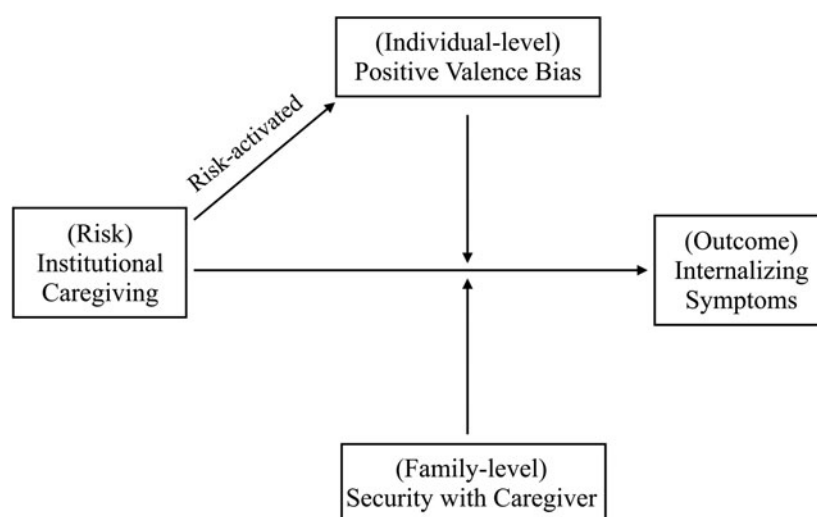 (Individual-level)
Positive Valence Bias
Risk-activated
(Risk)
Institutional
Caregiving
(Outcome)
Internalizing
Symptoms
(Family-level)
Security with Caregiver